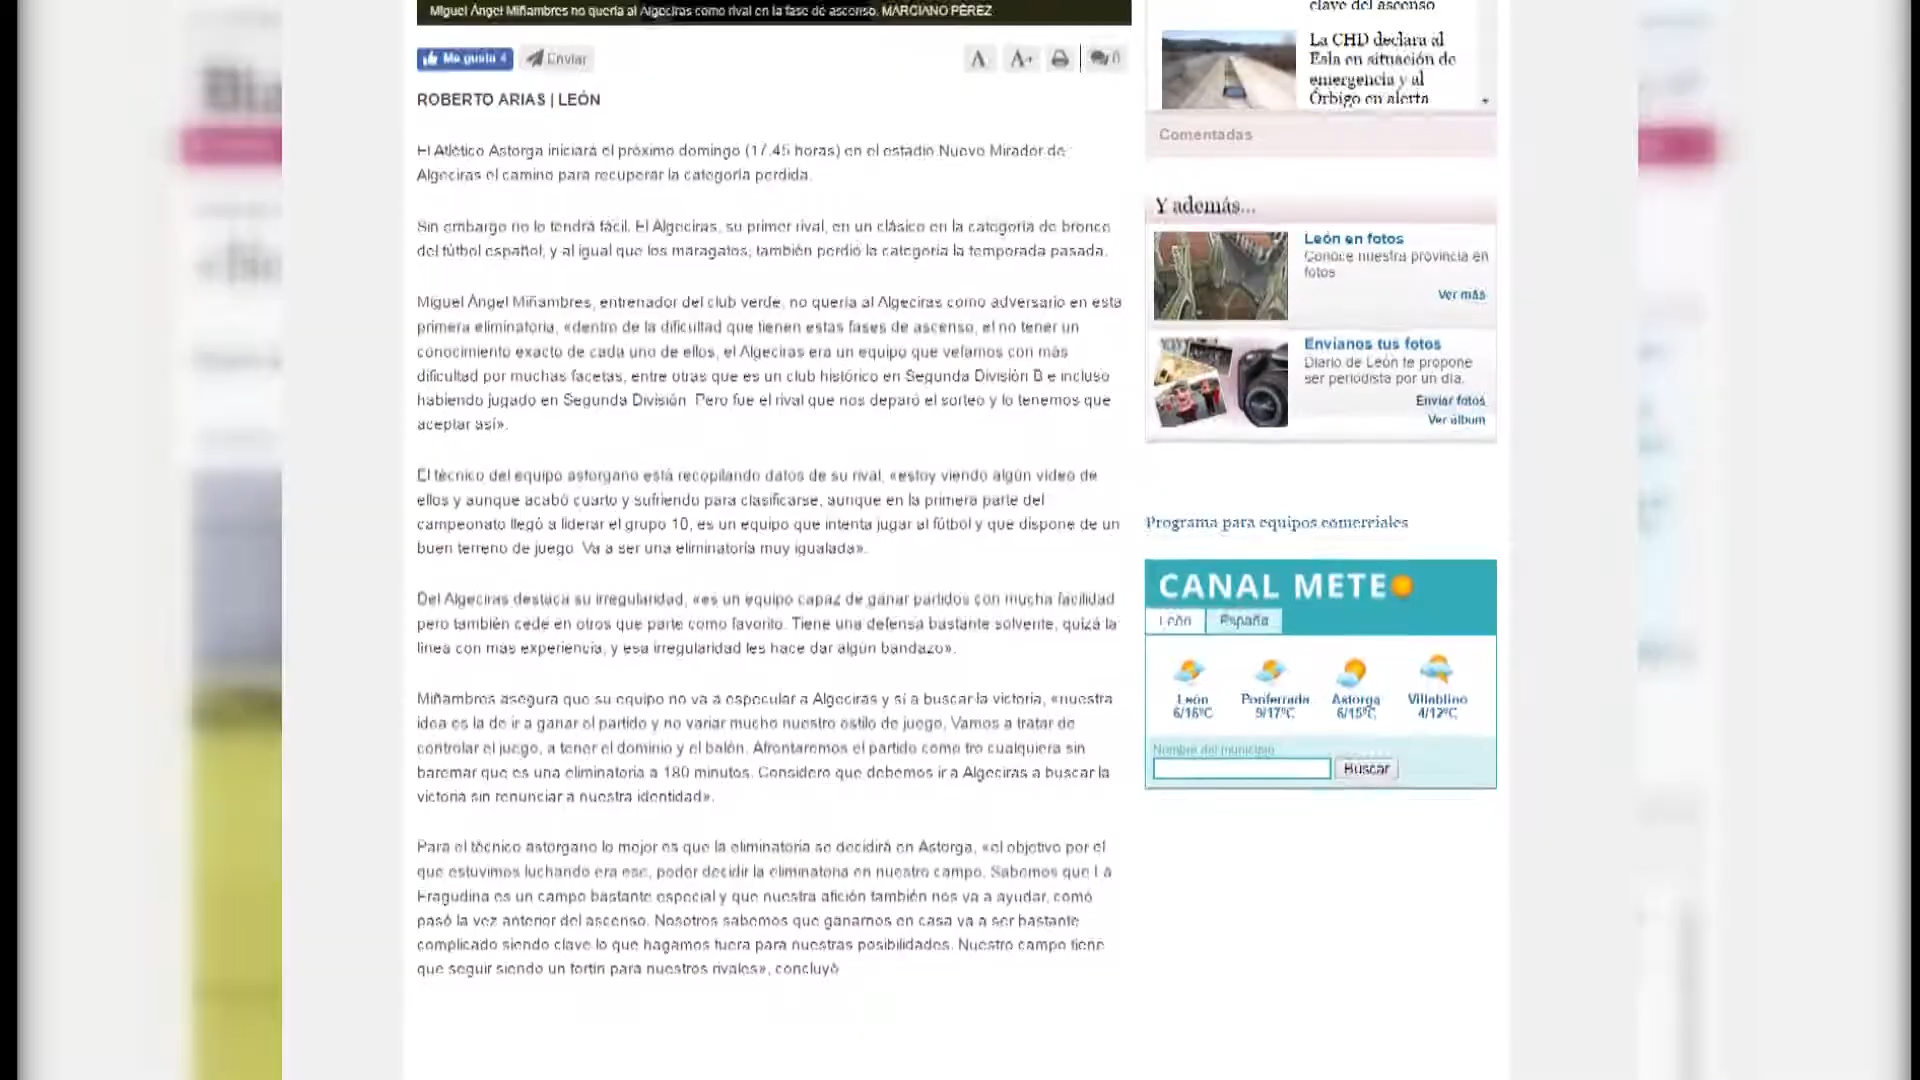 Miguel Ángel Miñambres no quería al Algeciras como rival en la fase de ascenso. MARCIANO PÉREZ
Me gusta 4
Enviar
A
A+
0
ROBERTO ARIAS | LEÓN
El Atlético Astorga iniciará el próximo domingo (17.45 horas) en el estadio Nuevo Mirador de
Algeciras el camino para recuperar la categoría perdida.
Sin embargo no lo tendrá fácil. El Algeciras, su primer rival, en un clásico en la categoría de bronce
del fútbol español, y al igual que los maragatos, también perdió la categoría la temporada pasada.
Miguel Ángel Miñambres, entrenador del club verde, no quería al Algeciras como adversario en esta
primera eliminatoria, «dentro de la dificultad que tienen estas fases de ascenso, el no tener un
conocimiento exacto de cada uno de ellos, el Algeciras era un equipo que veíamos con más
dificultad por muchas facetas, entre otras que es un club histórico en Segunda División B e incluso
habiendo jugado en Segunda División. Pero fue el rival que nos deparó el sorteo y lo tenemos que
aceptar así».
El técnico del equipo astorgano está recopilando datos de su rival, «estoy viendo algún vídeo de
ellos y aunque acabó cuarto y sufriendo para clasificarse, aunque en la primera parte del
campeonato llegó a liderar el grupo 10, es un equipo que intenta jugar al fútbol y que dispone de un
buen terreno de juego. Va a ser una eliminatoria muy igualada».
Del Algeciras destaca su irregularidad, «es un equipo capaz de ganar partidos con mucha facilidad
pero también cede en otros que parte como favorito. Tiene una defensa bastante solvente, quizá la
línea con más experiencia, y esa irregularidad les hace dar algún bandazo».
Miñambres asegura que su equipo no va a especular a Algeciras y sí a buscar la victoria, «nuestra
idea es la de ir a ganar el partido y no variar mucho nuestro estilo de juego. Vamos a tratar de
controlar el juego, a tener el dominio y el balón. Afrontaremos el partido como tro cualquiera sin
baremar que es una eliminatoria a 180 minutos. Considero que debemos ir a Algeciras a buscar la
victoria sin renunciar a nuestra identidad».
Para el técnico astorgano lo mejor es que la eliminatoria se decidirá en Astorga, «el objetivo por el
que estuvimos luchando era ese, poder decidir la eliminatoria en nuestro campo. Sabemos que La
Eragudina es un campo bastante especial y que nuestra afición también nos va a ayudar, como
pasó la vez anterior del ascenso. Nosotros sabemos que ganarnos en casa va a ser bastante
complicado siendo clave lo que hagamos fuera para nuestras posibilidades. Nuestro campo tiene
que seguir siendo un fortín para nuestros rivales», concluyó
clave del ascenso
La CHD declara al
Esla en situación de
emergencia y al
Órbigo en alerta
Comentadas
Y además...
León en fotos
Conoce nuestra provincia en
fotos
Ver más
Envíanos tus fotos
Diario de León te propone
ser periodista por un día.
Enviar fotos
Ver álbum
Programa para equipos comerciales
CANAL METEO
León
España
León
6/16ºC
Ponferrada
9/17ºC
Astorga
6/15ºC
Villablino
4/12ºC
Nombre del municipio
Buscar